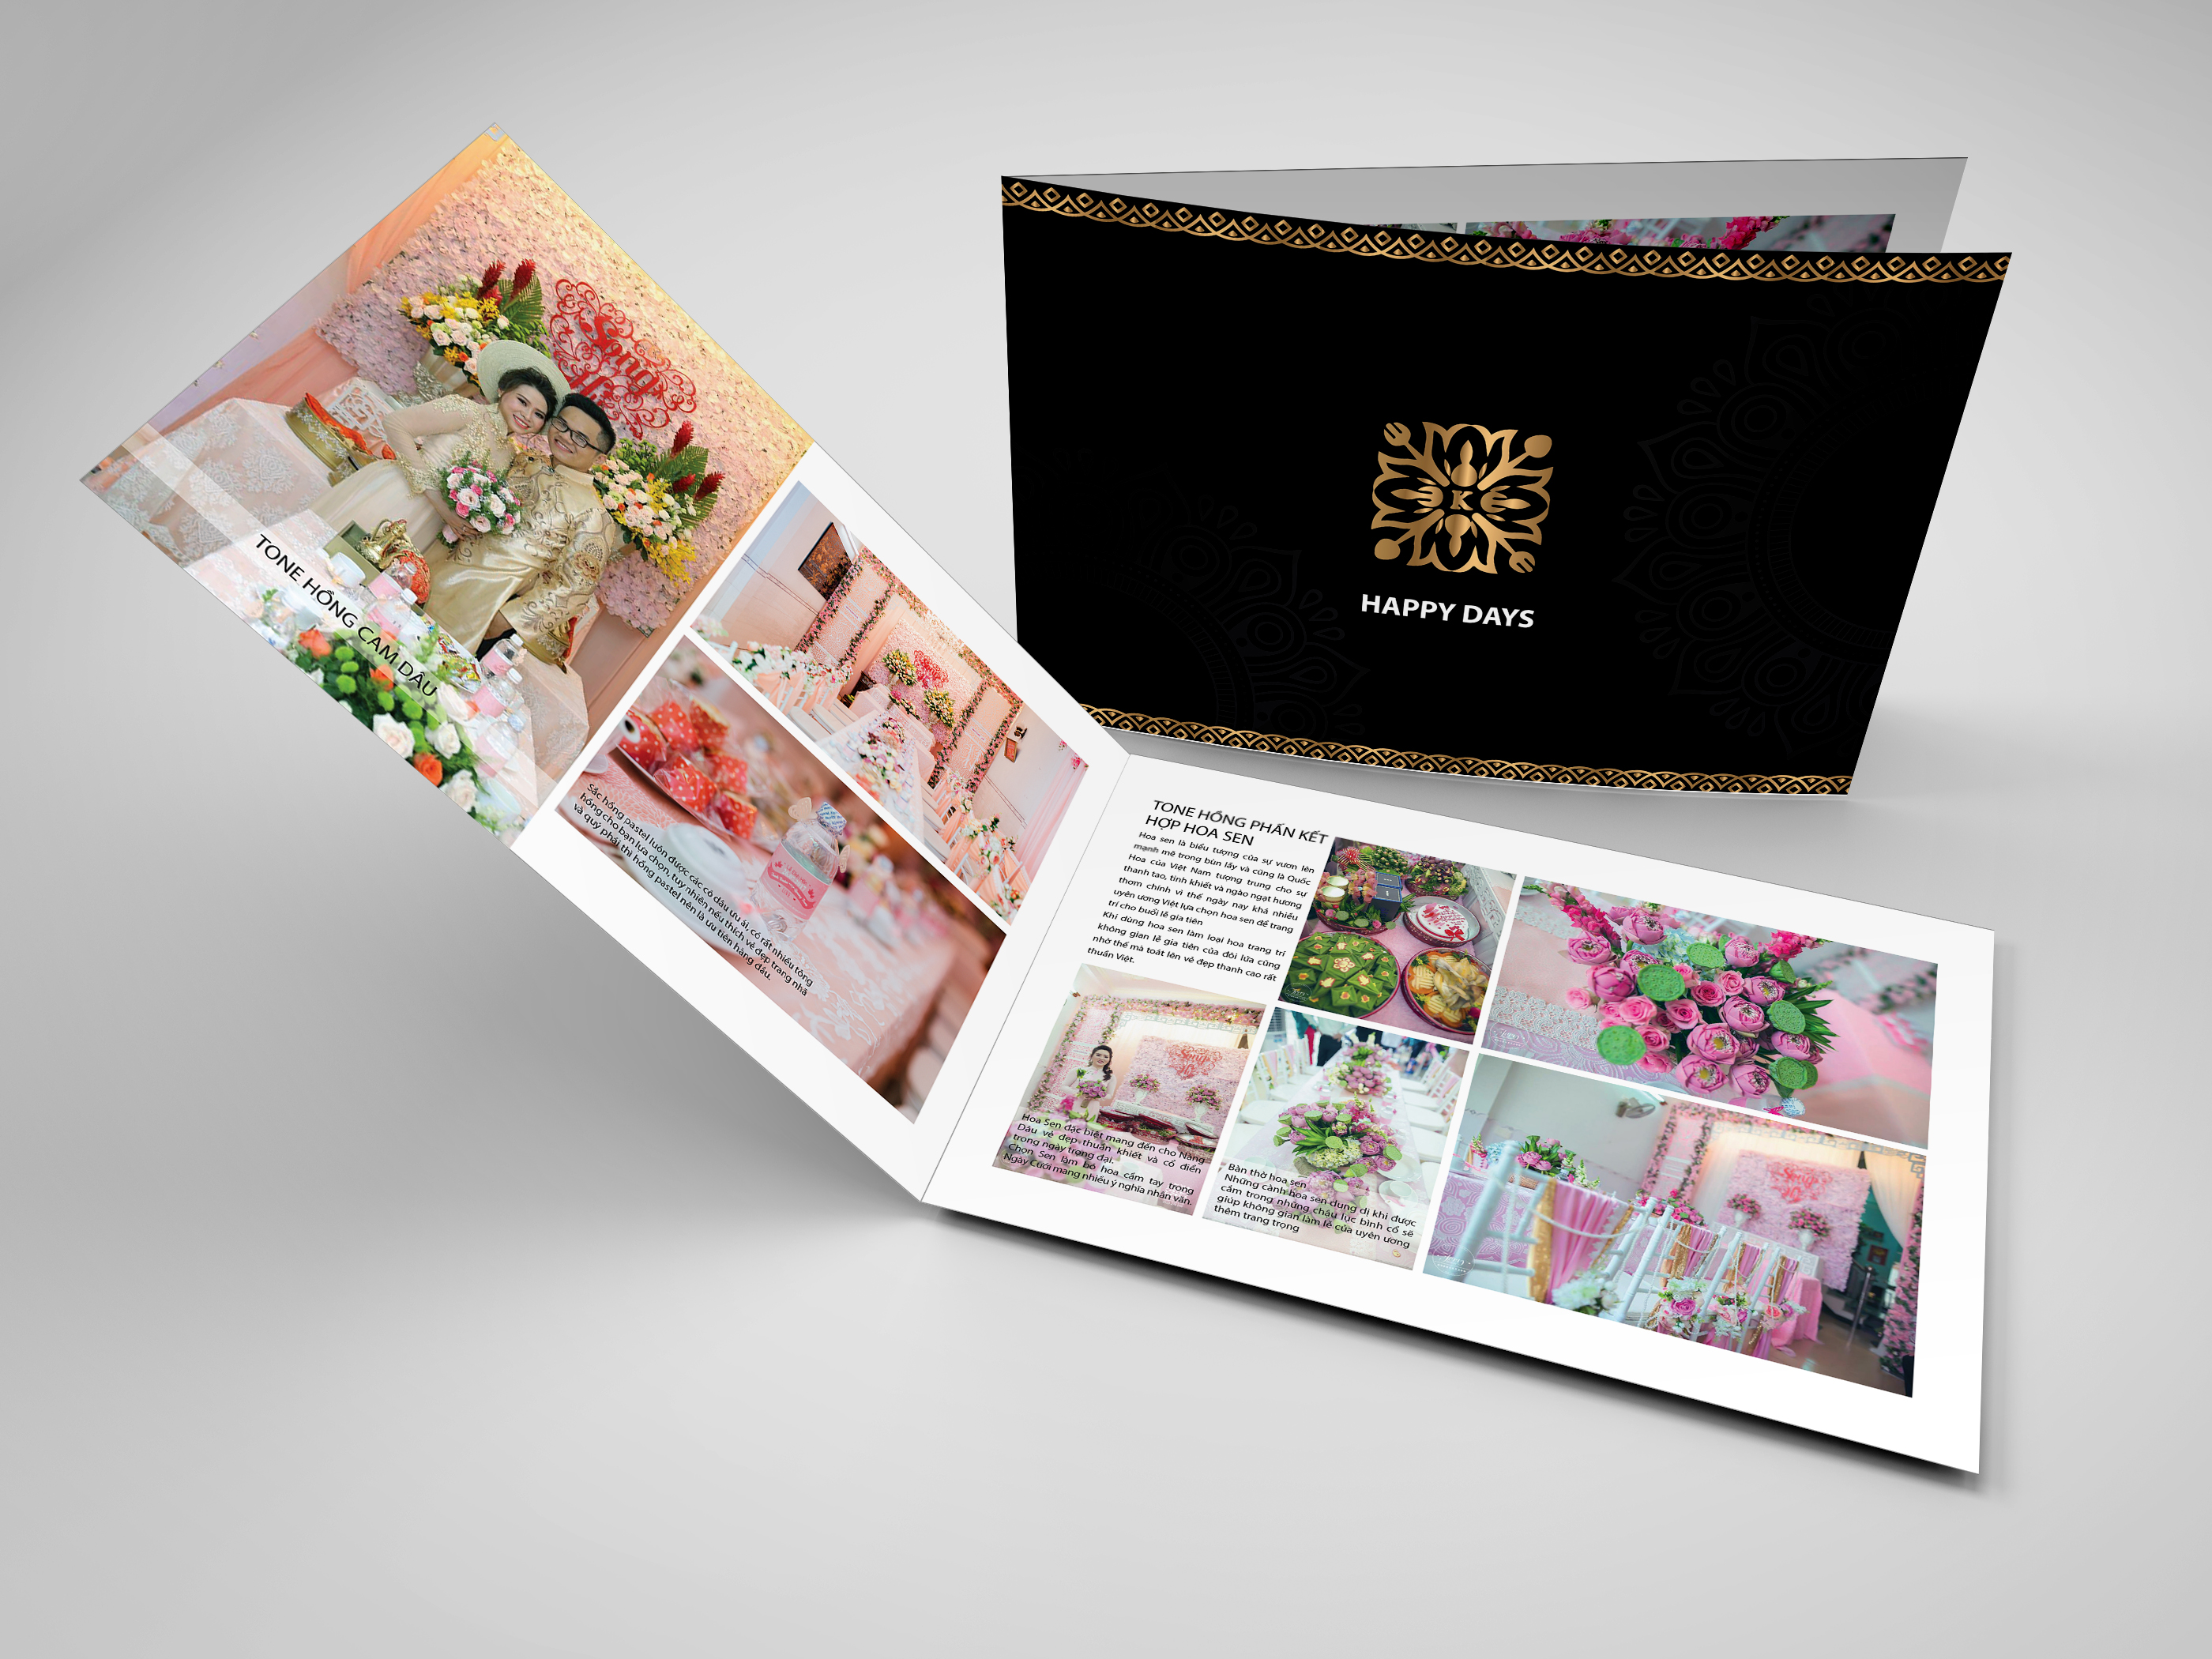 HAPPY DAYS
K
Song
Hỷ
TONE HỒNG CAM DÂU
Sắc hồng pastel luôn được các cô dâu ưu ái, có rất nhiều tông
hồng cho bạn lựa chọn, tuy nhiên nếu thích vẻ đẹp trang nhã
và quý phái thì hồng pastel nên là ưu tiên hàng đầu.
TONE HỒNG PHẤN KẾT
HỢP HOA SEN
Hoa sen là biểu tượng của sự vươn lên
mạnh mẽ trong bùn lầy và cũng là Quốc
Hoa của Việt Nam tượng trung cho sự
thanh tao, tinh khiết và ngào ngạt hương
thơm chính vì thế ngày nay khá nhiều
uyên ương Việt lựa chọn hoa sen để trang
trí cho buổi lễ gia tiên
Khi dùng hoa sen làm loại hoa trang trí
không gian lễ gia tiên của đôi lứa cũng
nhờ thế mà toát lên vẻ đẹp thanh cao rất
thuần Việt.
Song
Hoa Sen đặc biệt mang đến cho Nàng
Dâu vẻ đẹp thuần khiết và cổ điển
trong ngày trọng đại.
Chọn Sen làm bó hoa cầm tay trong
Ngày Cưới mang nhiều ý nghĩa nhân văn.
Bàn thờ hoa sen
Những cành hoa sen dung dị khi được
cắm trong những chậu lục bình cổ sẽ
giúp không gian làm lễ của uyên ương
thêm trang trọng